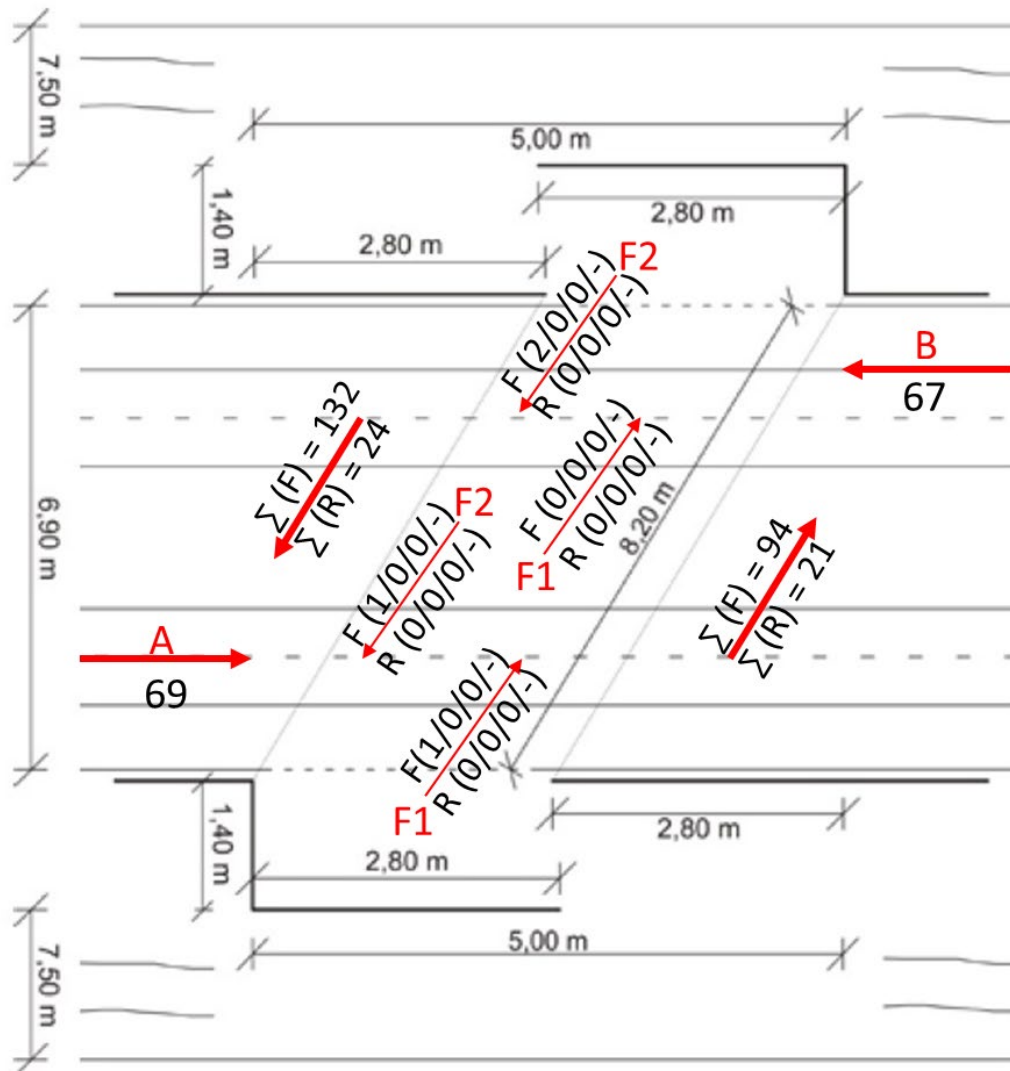 7,50 m
5,00 m
1,40 m
2,80 m
2,80 m
F2
F (2/0/0/-)
R (0/0/0/-)
B
67
∑ (F) = 132
∑ (R) = 24
F (0/0/0/-)
R (0/0/0/-)
F1
8,20 m
6,90 m
F2
F (1/0/0/-)
R (0/0/0/-)
∑ (F) = 94
∑ (R) = 21
A
69
F(1/0/0/-)
R (0/0/0/-)
F1
1,40 m
2,80 m
2,80 m
5,00 m
7,50 m